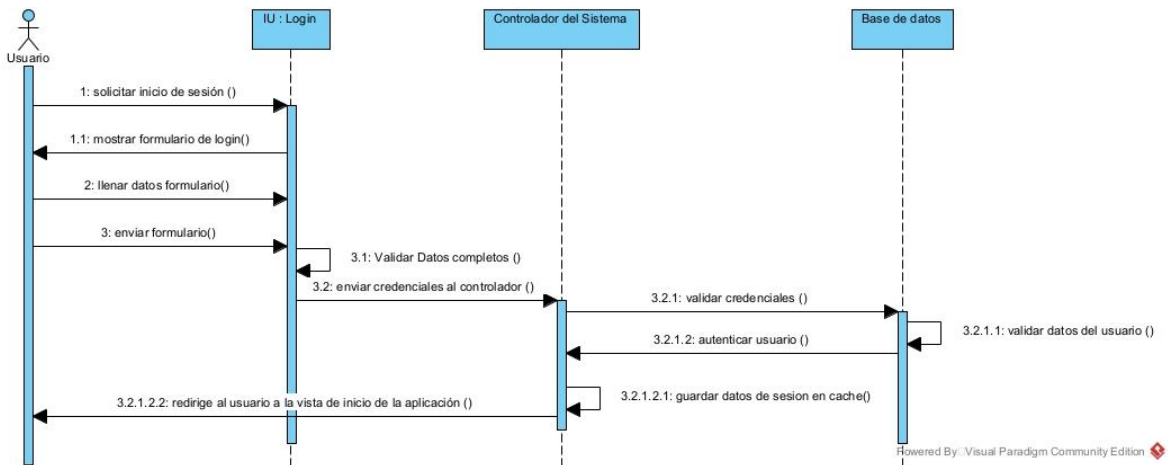 Usuario
IU : Login
Controlador del Sistema
Base de datos
1: solicitar inicio de sesión ()
1.1: mostrar formulario de login()
2: llenar datos formulario()
3: enviar formulario()
3.1: Validar Datos completos ()
3.2: enviar credenciales al controlador ()
3.2.1: validar credenciales ()
3.2.1.1: validar datos del usuario ()
3.2.1.2: autenticar usuario ()
3.2.1.2.1: guardar datos de sesion en cache()
3.2.1.2.2: redirige al usuario a la vista de inicio de la aplicación ()
Powered By Visual Paradigm Community Edition